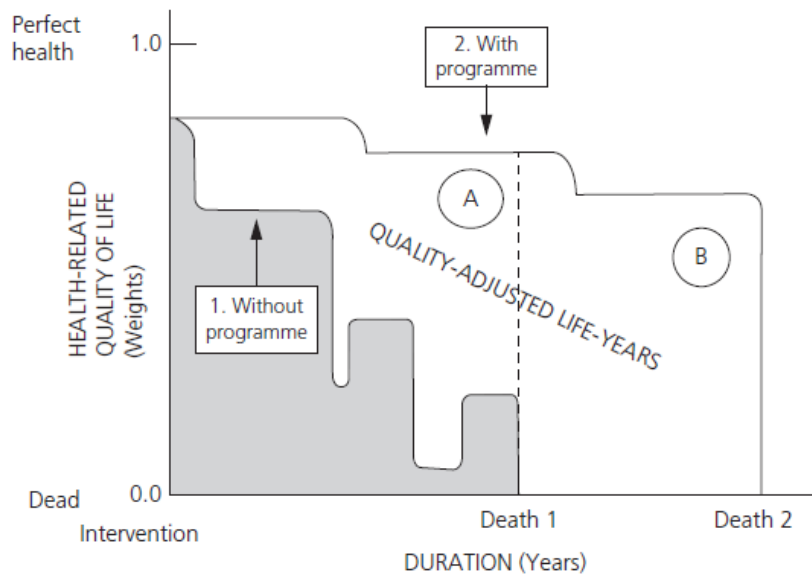 Perfect
health
1.0
2. With
programme
A
B
QUALITY-ADJUSTED LIFE-YEARS
HEALTH-RELATED
QUALITY OF LIFE
(Weights)
1. Without
programme
Dead
0.0
Intervention
Death 1
Death 2
DURATION (Years)